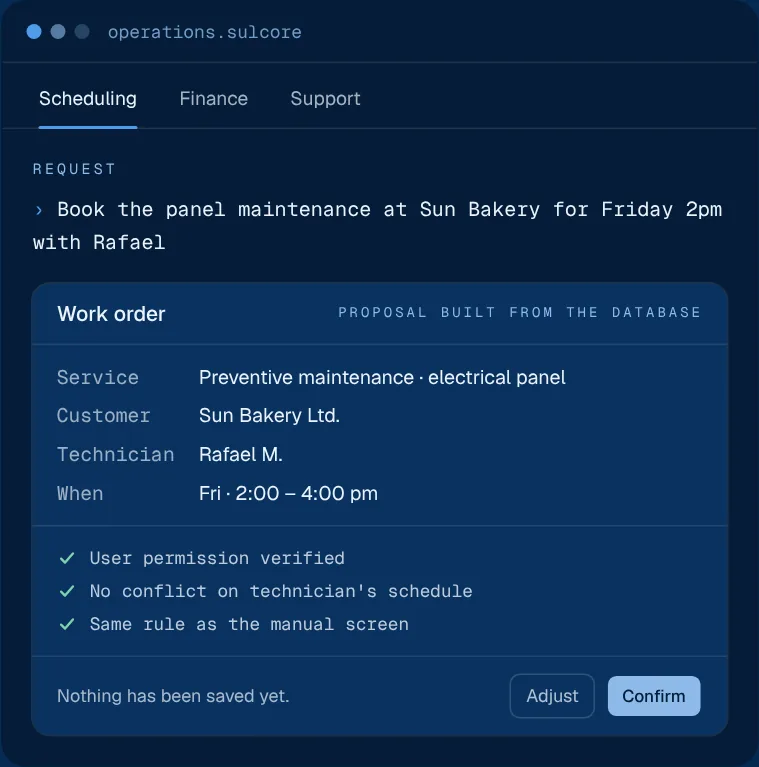 operations.sulcore
Scheduling Finance Support
REQUEST
› Book the panel maintenance at Sun Bakery for Friday 2pm
with Rafael
Work order PROPOSAL BUILT FROM THE DATABASE
Service Preventive maintenance · electrical panel
Customer Sun Bakery Ltd.
Technician Rafael M.
When Fri · 2:00 – 4:00 pm
✓ User permission verified
✓ No conflict on technician's schedule
✓ Same rule as the manual screen
Nothing has been saved yet. Adjust Confirm